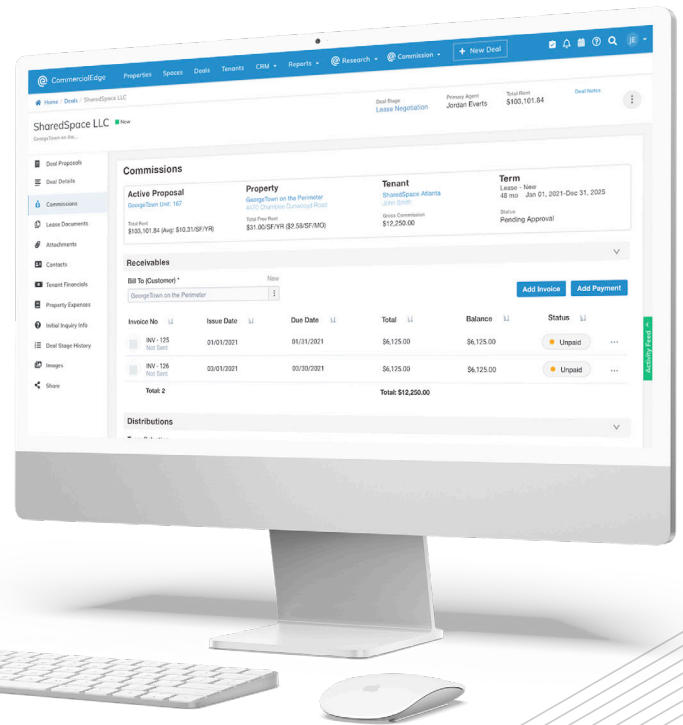 CommercialEdge
Properties Spaces Deals Tenants CRM Reports @ Research @ Commission + New Deal
JE
Home / Deals / SharedSpace LLC
SharedSpace LLC New
GeorgeTown on the...
Deal Stage Primary Agent Total Rent Deal Notes
Lease Negotiation Jordan Everts $103,101.84
Deal Proposals
Deal Details
Commissions
Lease Documents
Attachments
Contacts
Tenant Financials
Property Expenses
Initial Inquiry Info
Deal Stage History
Images
Share
Commissions
Active Proposal
GeorgeTown Unit: 167
Total Rent
$103,101.84 (Avg: $10.31/SF/YR)
Property
GeorgeTown on the Perimeter
4470 Chamblee Dunwoody Road
Total Free Rent
$31.00/SF/YR ($2.58/SF/MO)
Tenant
SharedSpace Atlanta
John Smith
Gross Commission
$12,250.00
Term
Lease - New
48 mo Jan 01, 2021-Dec 31, 2025
Status
Pending Approval
Receivables
Bill To (Customer) * New
GeorgeTown on the Perimeter
Add Invoice Add Payment
Invoice No Issue Date Due Date Total Balance Status
INV - 125 01/01/2021 01/31/2021 $6,125.00 $6,125.00 Unpaid
Not Sent
INV - 126 03/01/2021 03/30/2021 $6,125.00 $6,125.00 Unpaid
Not Sent
Total: 2 Total: $12,250.00
Distributions
Activity Feed